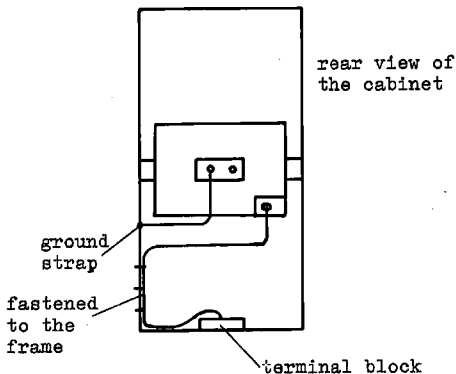 rear view of
the cabinet
ground
strap
fastened
to the
frame
terminal block